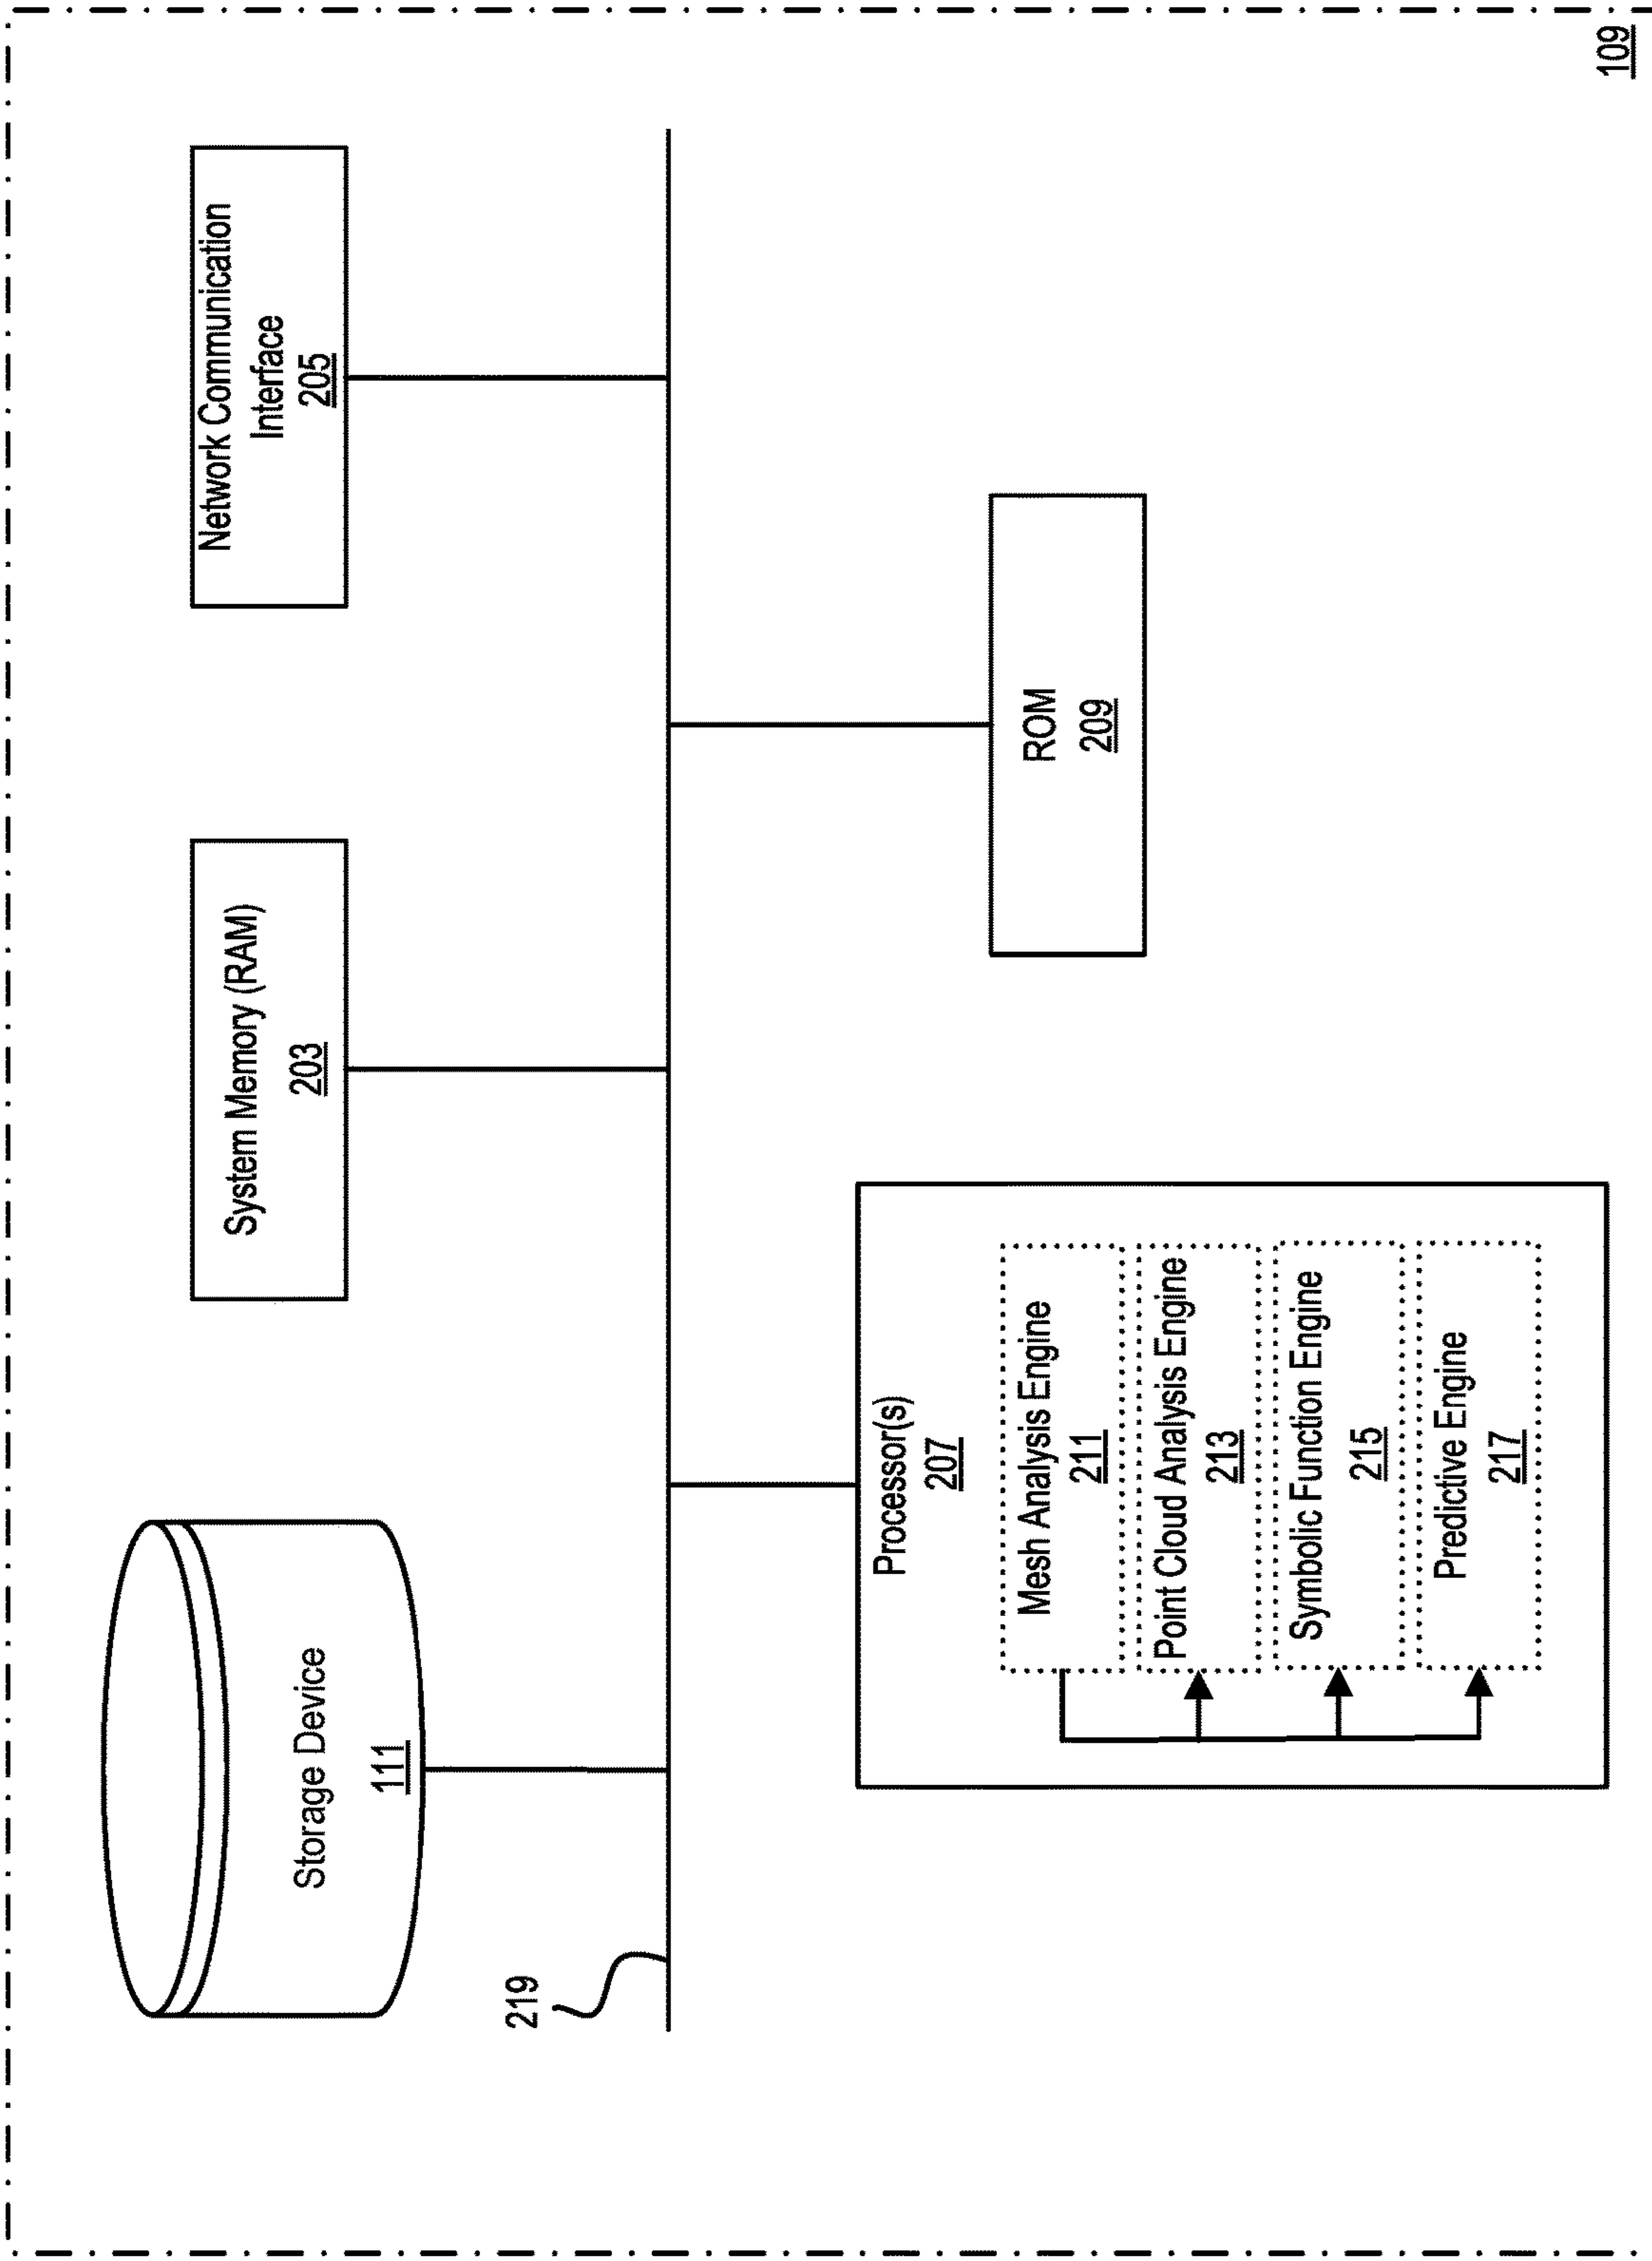 Storage Device
111
System Memory (RAM)
203
Network Communication
Interface
205
219
Processor(s)
207
Mesh Analysis Engine
211
Point Cloud Analysis Engine
213
Symbolic Function Engine
215
Predictive Engine
217
ROM
209
109